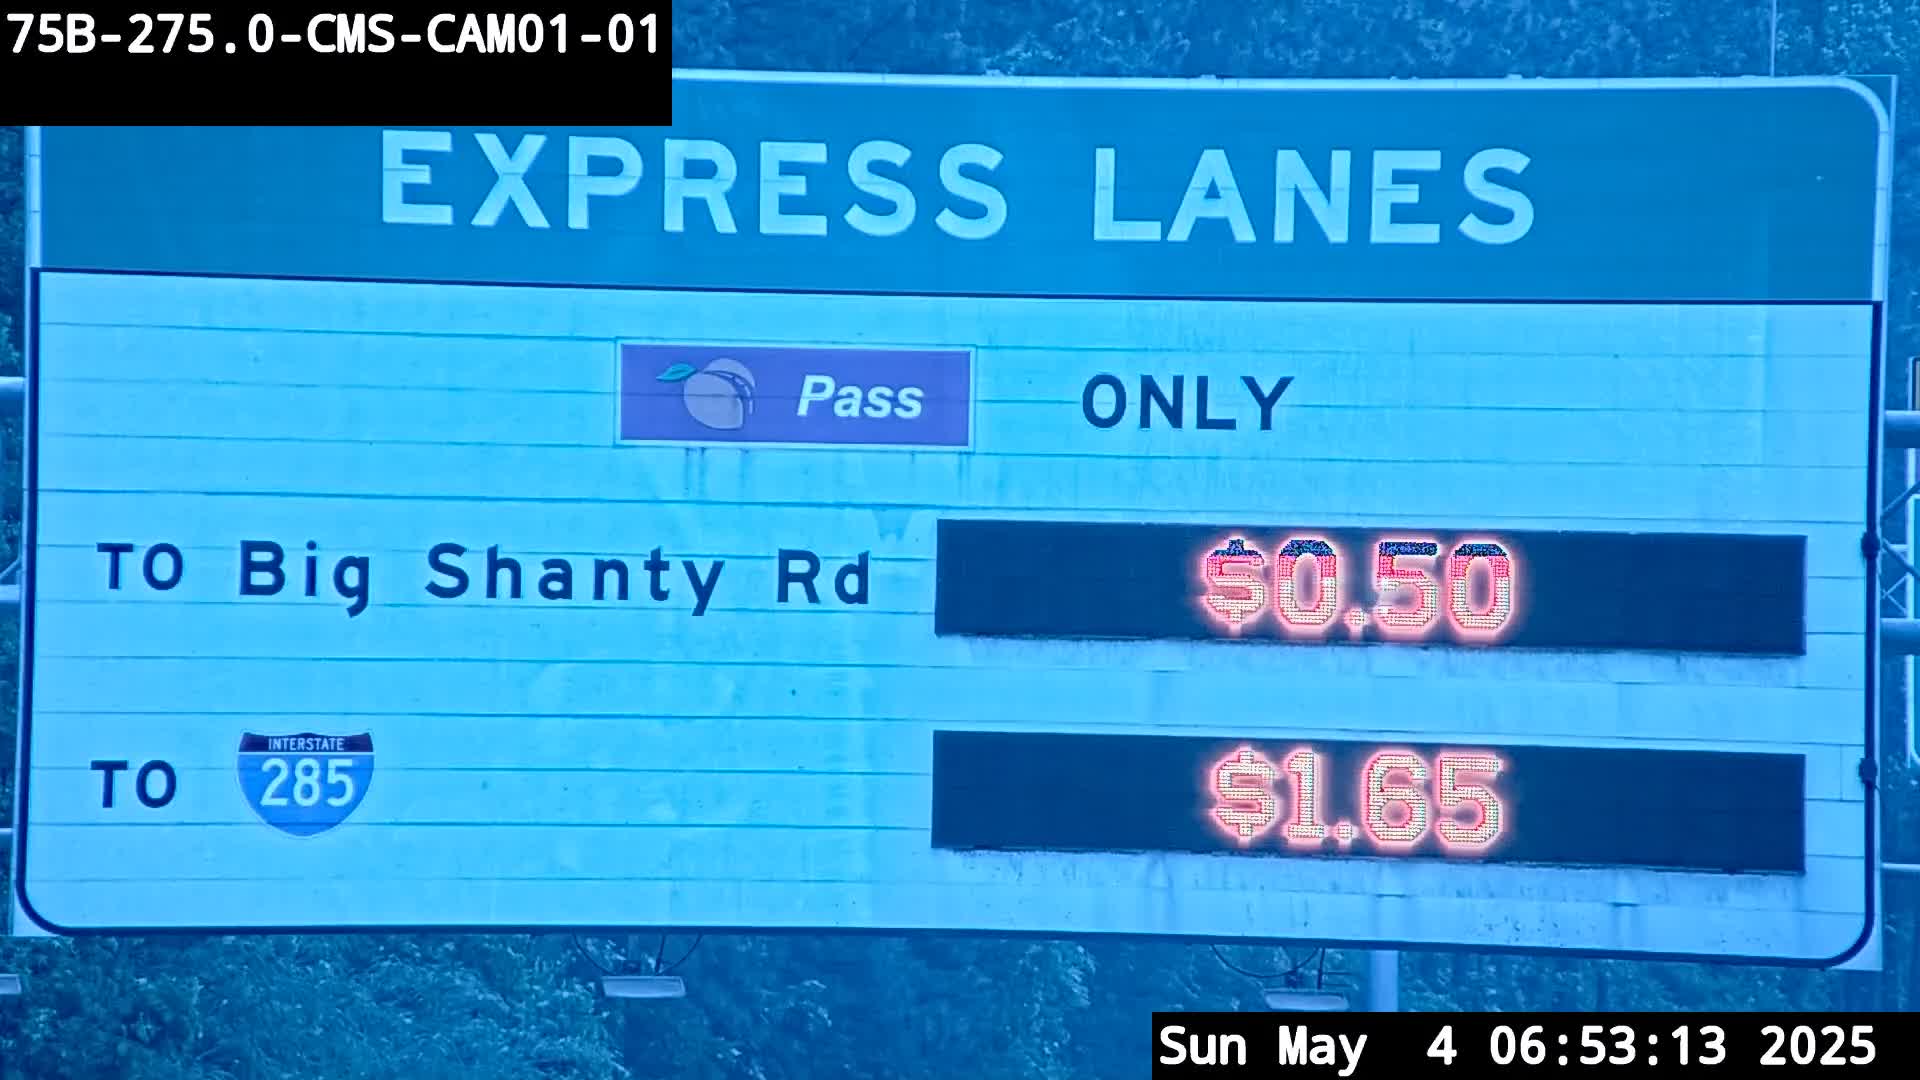 75B-275.0-CMS-CAM01-01
EXPRESS LANES
Pass ONLY
TO Big Shanty Rd $0.50
TO INTERSTATE 285 $1.65
Sun May 4 06:53:13 2025